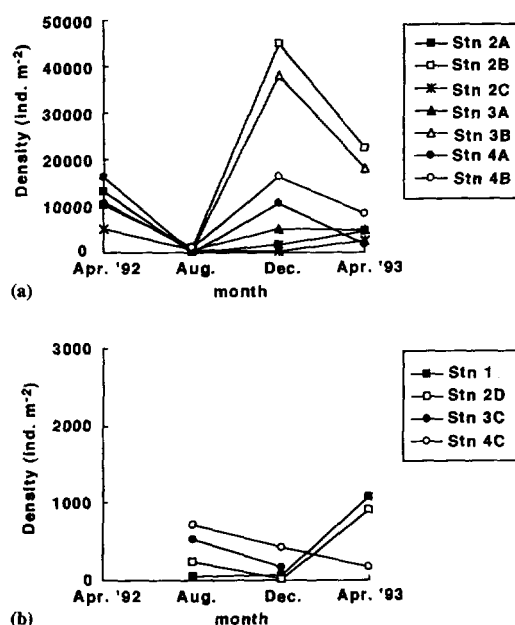 (a)
Density (ind. m-2)
50000
40000
30000
20000
10000
0
Apr. '92 Aug. Dec. Apr. '93
month
Stn 2A
Stn 2B
Stn 2C
Stn 3A
Stn 3B
Stn 4A
Stn 4B
(b)
Density (ind. m-2)
3000
2000
1000
0
Apr. '92 Aug. Dec. Apr. '93
month
Stn 1
Stn 2D
Stn 3C
Stn 4C